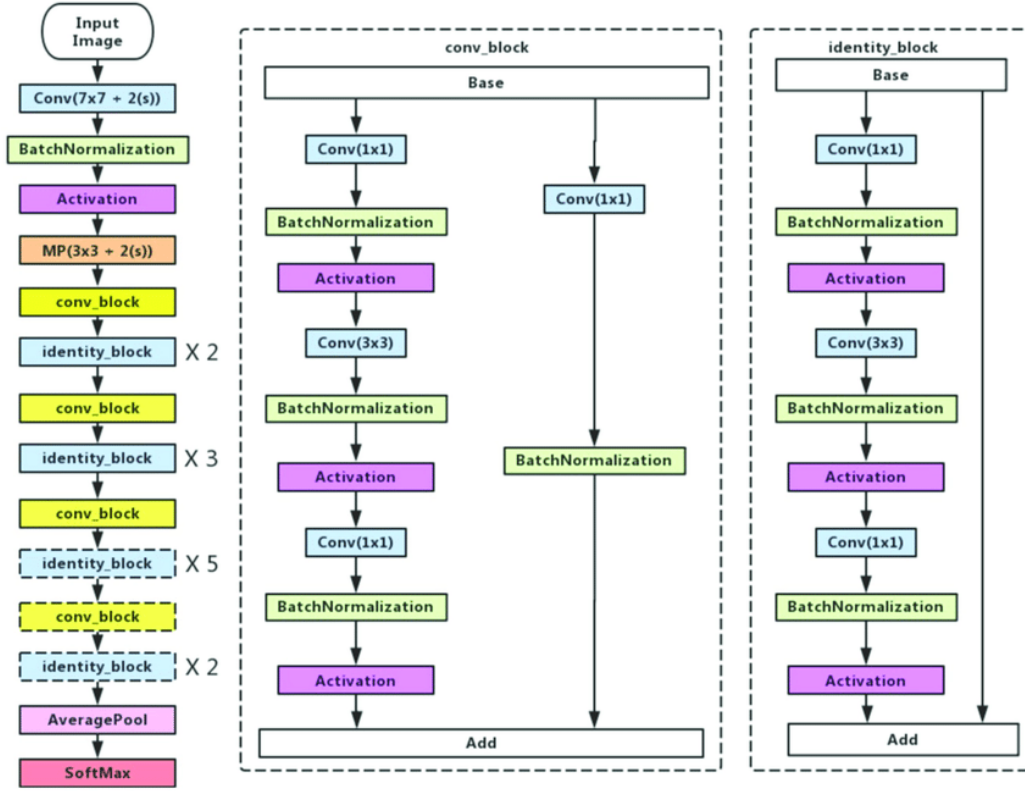 Input
Image
Conv(7x7 + 2(s))
BatchNormalization
Activation
MP(3x3 + 2(s))
conv_block
identity_block X 2
conv_block
identity_block X 3
conv_block
identity_block X 5
conv_block
identity_block X 2
AveragePool
SoftMax
conv_block
Base
Conv(1x1)
BatchNormalization
Activation
Conv(3x3)
BatchNormalization
Activation
Conv(1x1)
BatchNormalization
Activation
Conv(1x1)
BatchNormalization
Add
identity_block
Base
Conv(1x1)
BatchNormalization
Activation
Conv(3x3)
BatchNormalization
Activation
Conv(1x1)
BatchNormalization
Activation
Add